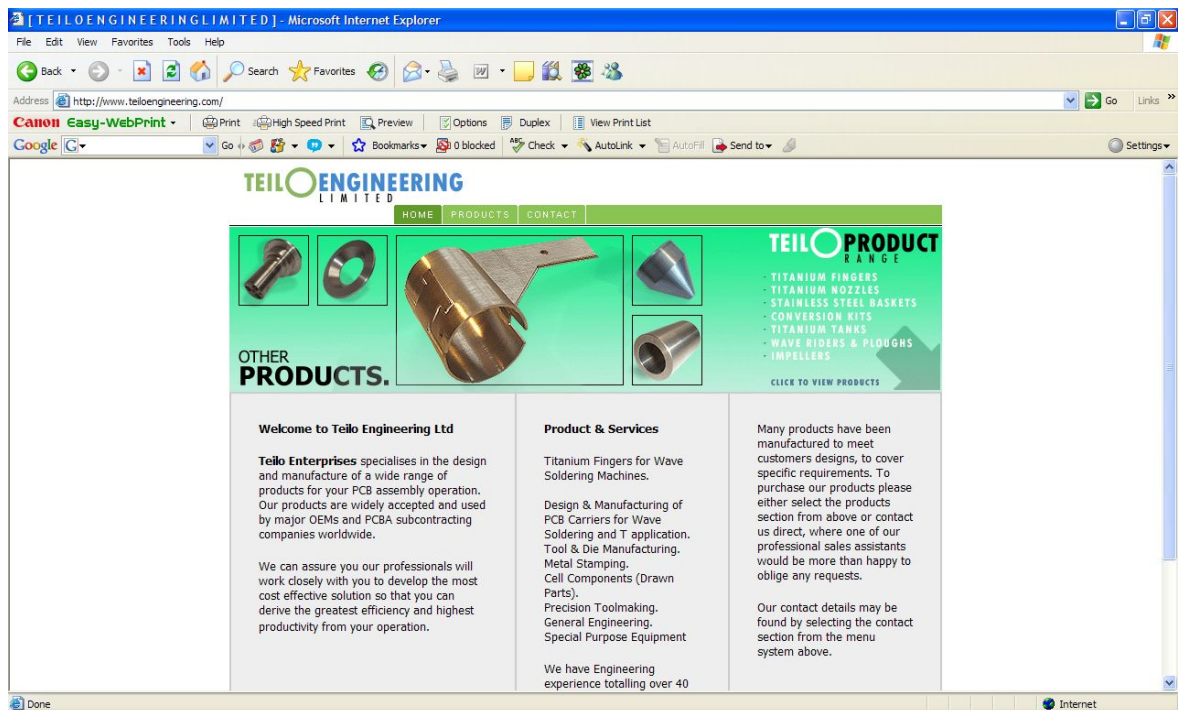 [ T E I L O E N G I N E E R I N G L I M I T E D ] - Microsoft Internet Explorer
File Edit View Favorites Tools Help
Back Search Favorites
Address http://www.teiloengineering.com/ Go Links »
Canon Easy-WebPrint Print High Speed Print Preview Options Duplex View Print List
Google G Go Bookmarks 0 blocked Check AutoLink AutoFill Send to Settings
TEILO ENGINEERING
LIMITED
HOME PRODUCTS CONTACT
TEILO PRODUCT
RANGE
- TITANIUM FINGERS
- TITANIUM NOZZLES
- STAINLESS STEEL BASKETS
- CONVERSION KITS
- TITANIUM TANKS
- WAVE RIDERS & PLOUGHS
- IMPELLERS
CLICK TO VIEW PRODUCTS
OTHER
PRODUCTS.
Welcome to Teilo Engineering Ltd
Teilo Enterprises specialises in the design
and manufacture of a wide range of
products for your PCB assembly operation.
Our products are widely accepted and used
by major OEMs and PCBA subcontracting
companies worldwide.
We can assure you our professionals will
work closely with you to develop the most
cost effective solution so that you can
derive the greatest efficiency and highest
productivity from your operation.
Product & Services
Titanium Fingers for Wave
Soldering Machines.
Design & Manufacturing of
PCB Carriers for Wave
Soldering and T application.
Tool & Die Manufacturing.
Metal Stamping.
Cell Components (Drawn
Parts).
Precision Toolmaking.
General Engineering.
Special Purpose Equipment
We have Engineering
experience totalling over 40
Many products have been
manufactured to meet
customers designs, to cover
specific requirements. To
purchase our products please
either select the products
section from above or contact
us direct, where one of our
professional sales assistants
would be more than happy to
oblige any requests.
Our contact details may be
found by selecting the contact
section from the menu
system above.
Done Internet